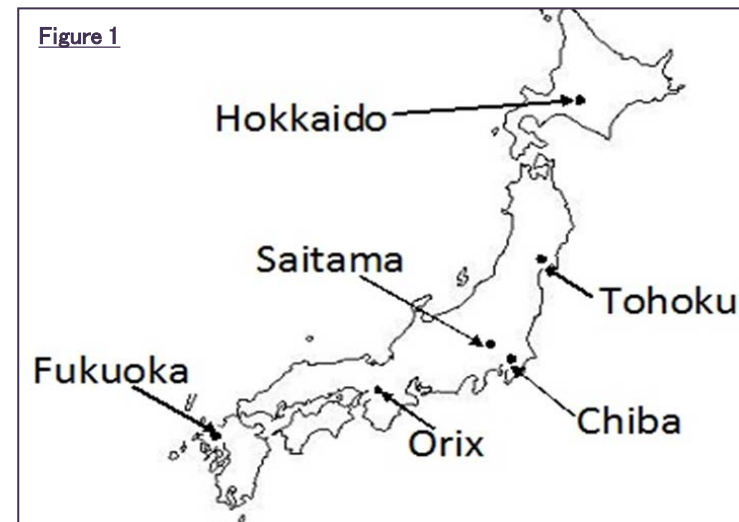 Figure 1
Hokkaido
Saitama
Tohoku
Fukuoka
Chiba
Orix